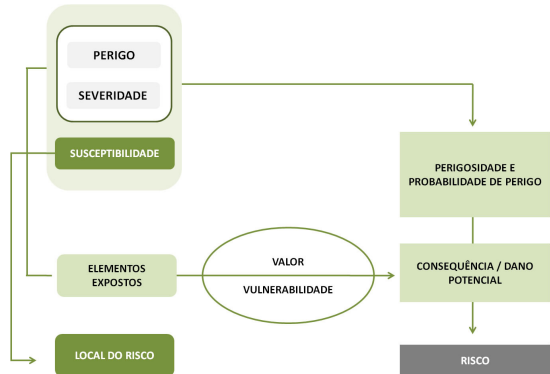 PERIGO
SEVERIDADE
SUSCEPTIBILIDADE
PERIGOSIDADE E
PROBABILIDADE DE PERIGO
ELEMENTOS
EXPOSTOS
VALOR
VULNERABILIDADE
CONSEQUÊNCIA / DANO
POTENCIAL
LOCAL DO RISCO
RISCO